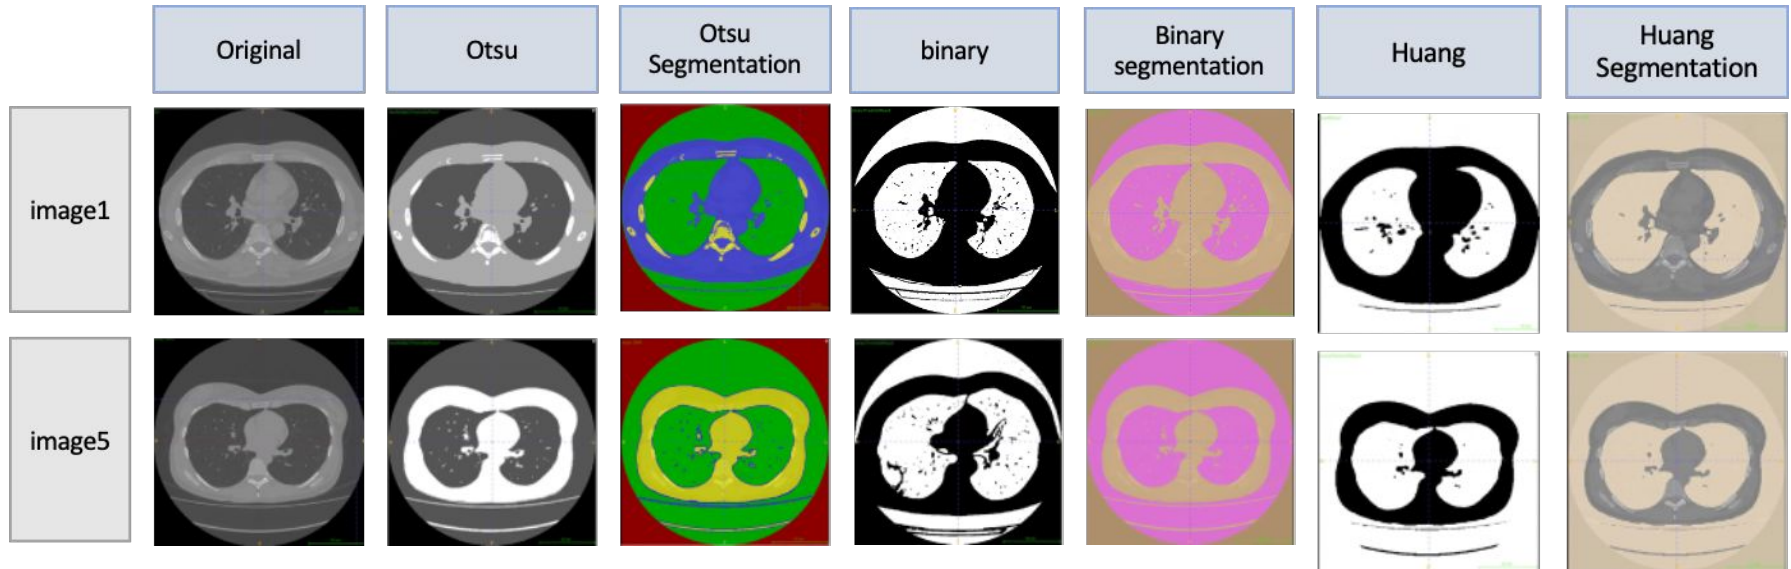 Original
Otsu
Otsu
Segmentation
binary
Binary
segmentation
Huang
Huang
Segmentation
image1
image5